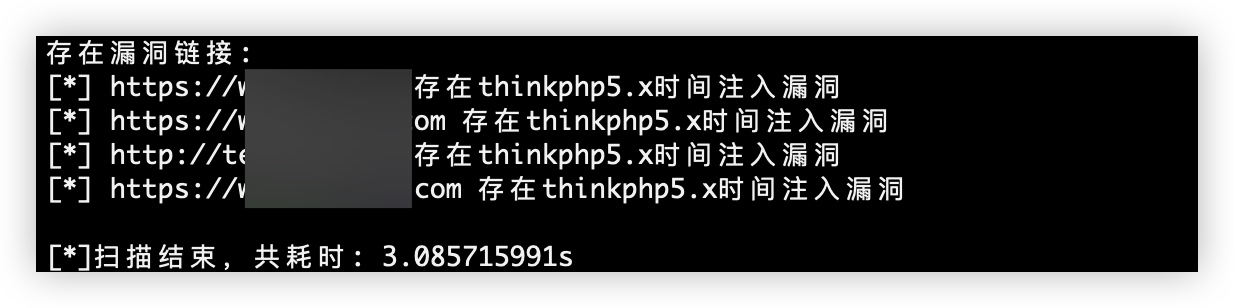 存在漏洞链接:
[*] https://w 存在thinkphp5.x时间注入漏洞
[*] https://w om 存在thinkphp5.x时间注入漏洞
[*] http://te 存在thinkphp5.x时间注入漏洞
[*] https://w com 存在thinkphp5.x时间注入漏洞
[*]扫描结束, 共耗时: 3.085715991s